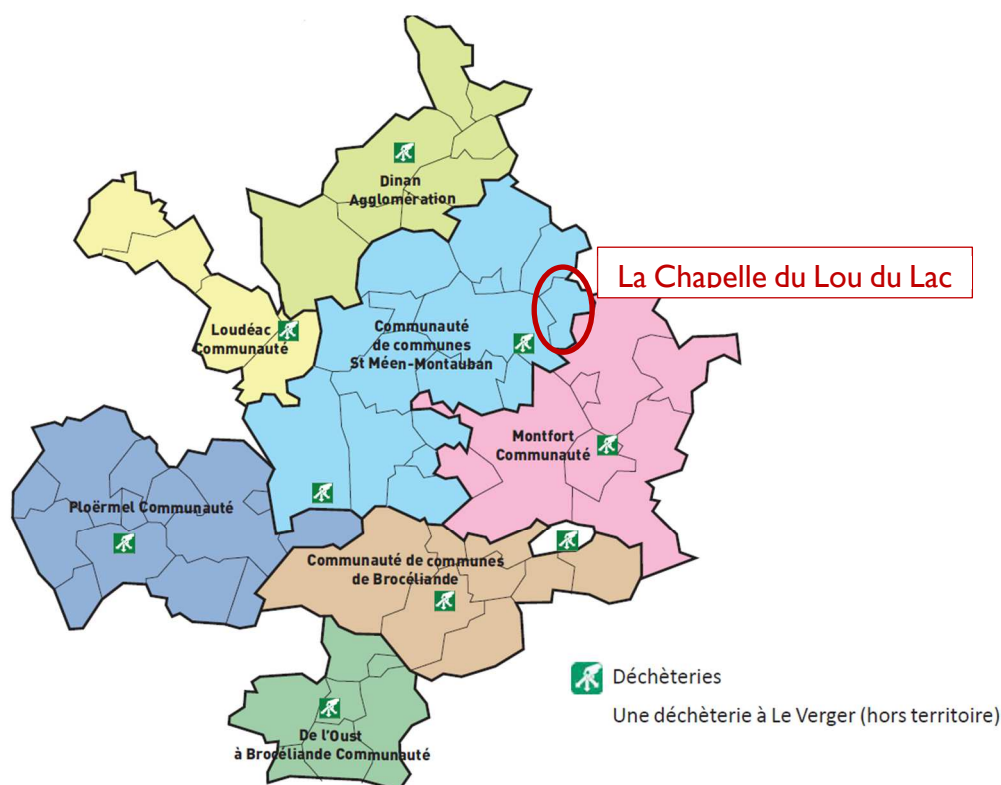 Dinan
Agglomération
La Chapelle du Lou du Lac
Loudéac
Communauté
Communauté
de communes
St Méen-Montauban
Montfort
Communauté
Ploërmel Communauté
Communauté de communes
de Brocéliande
Déchèteries
Une déchèterie à Le Verger (hors territoire)
De l'Oust
à Brocéliande Communauté